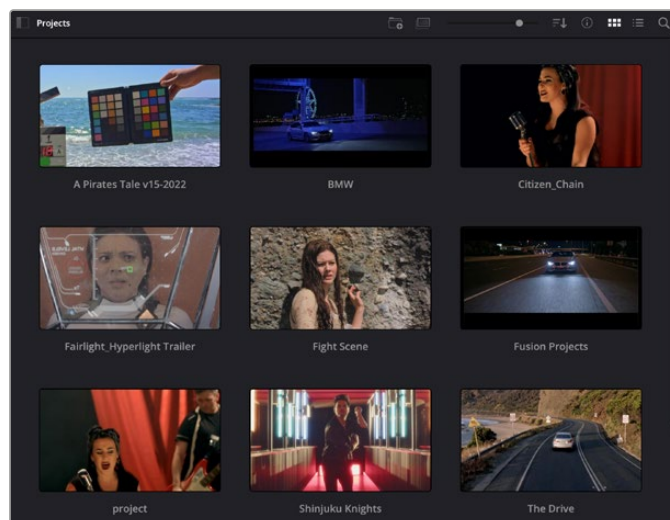 Projects
A Pirates Tale v15-2022
BMW
Citizen_Chain
Fairlight_Hyperlight Trailer
Fight Scene
Fusion Projects
project
Shinjuku Knights
The Drive